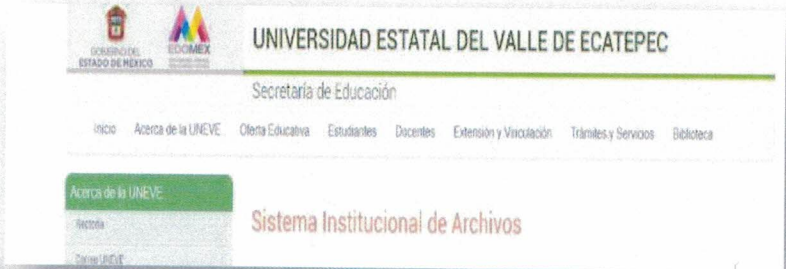 GOBIERNO DEL
ESTADO DE MÉXICO
EDOMEX
UNIVERSIDAD ESTATAL DEL VALLE DE ECATEPEC
Secretaría de Educación
Inicio Acerca de la UNEVE Oferta Educativa Estudiantes Docentes Extensión y Vinculación Trámites y Servicios Biblioteca
Acerca de la UNEVE
Rectoría
Sistema Institucional de Archivos
Correo UNEVE